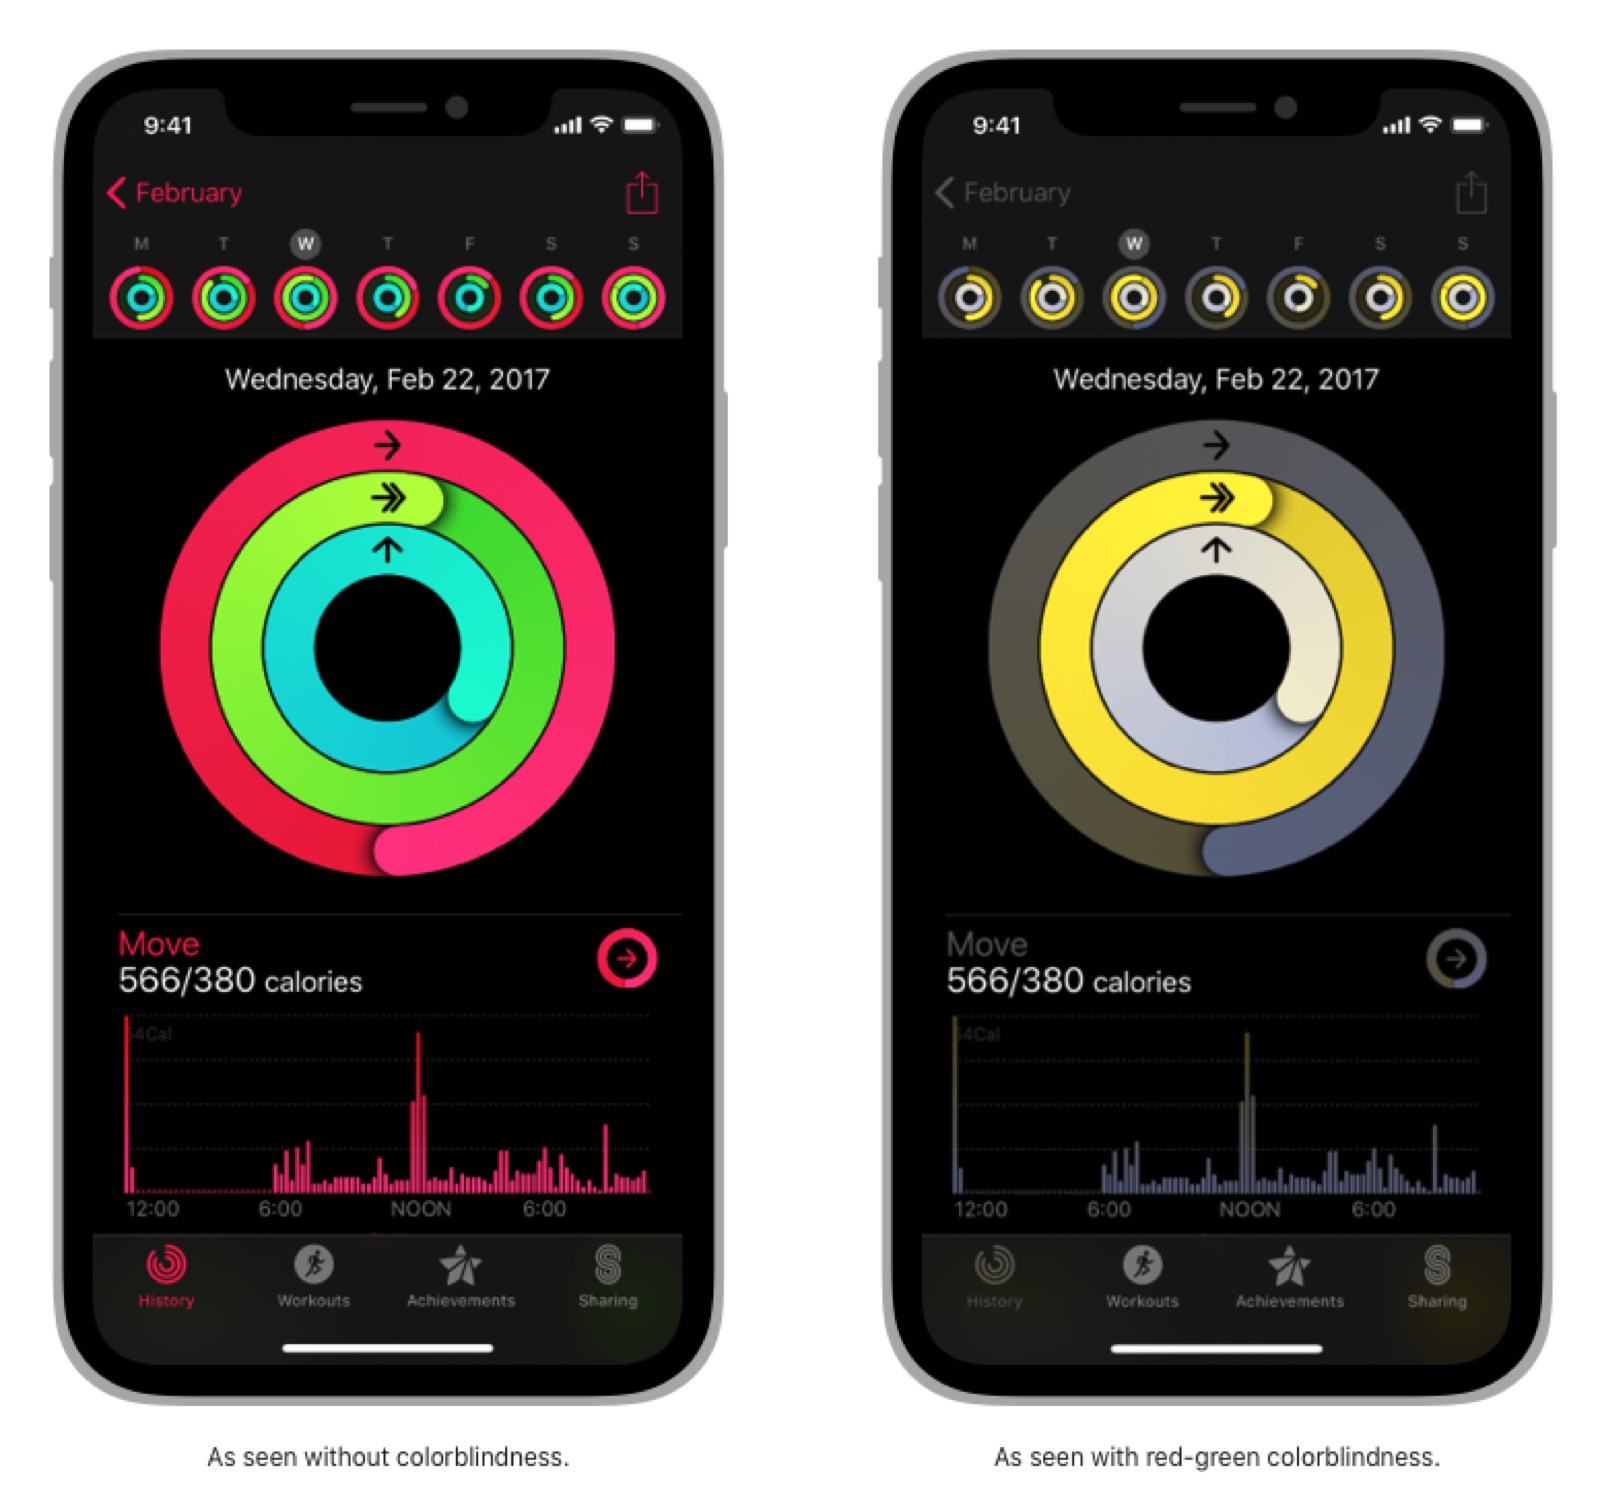 9:41
February
M T W T F S S
Wednesday, Feb 22, 2017
Move
566/380 calories
54Cal
12:00 6:00 NOON 6:00
History Workouts Achievements Sharing
As seen without colorblindness.
9:41
February
M T W T F S S
Wednesday, Feb 22, 2017
Move
566/380 calories
54Cal
12:00 6:00 NOON 6:00
History Workouts Achievements Sharing
As seen with red-green colorblindness.